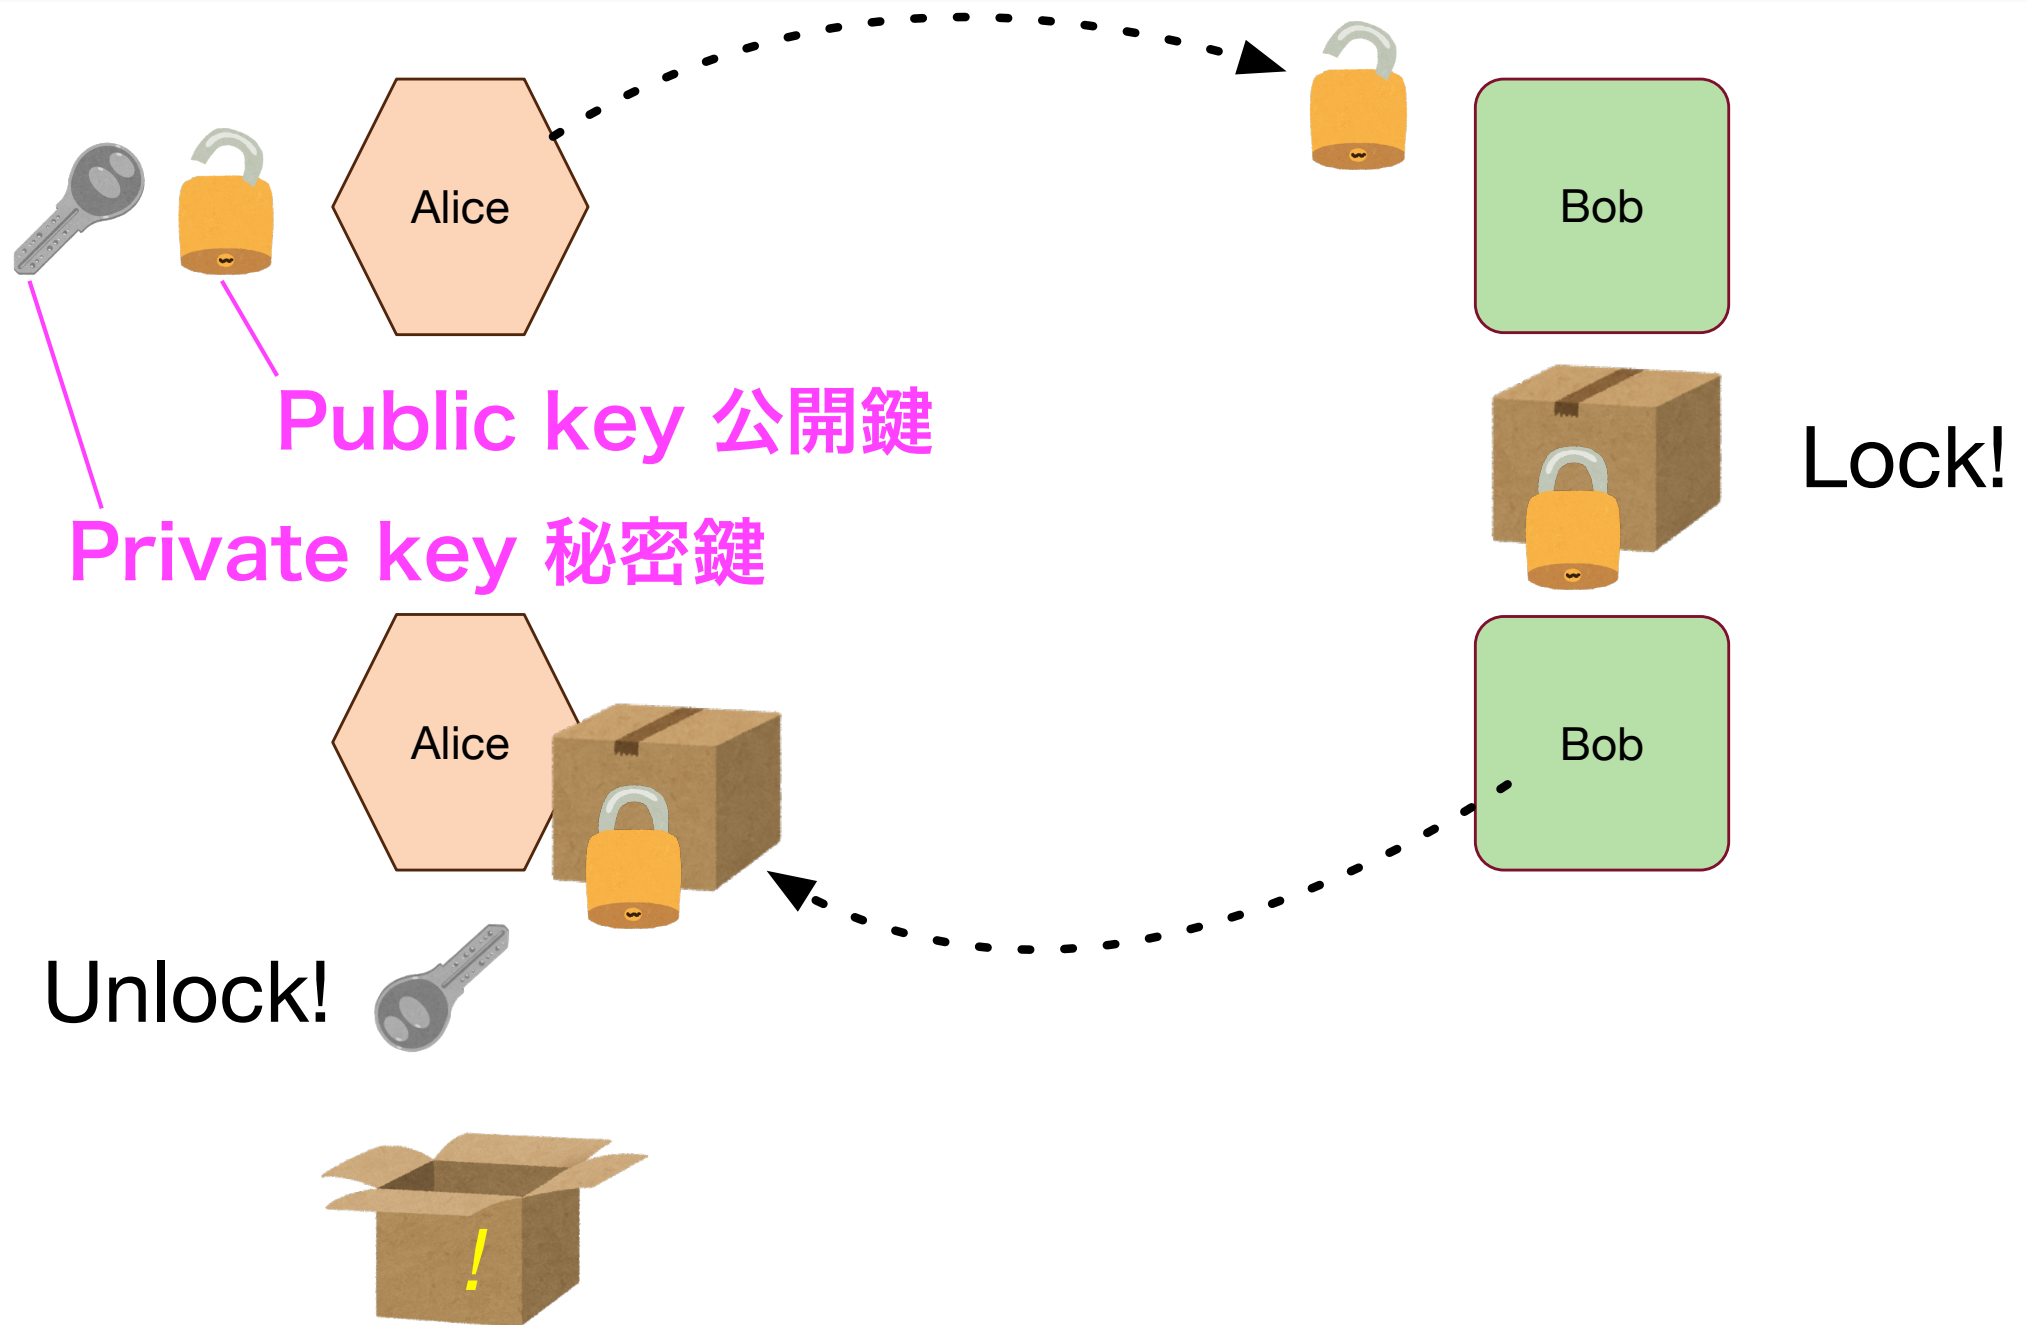 Alice
Bob
Public key 公開鍵
Lock!
Private key 秘密鍵
Alice
Bob
Unlock!
!